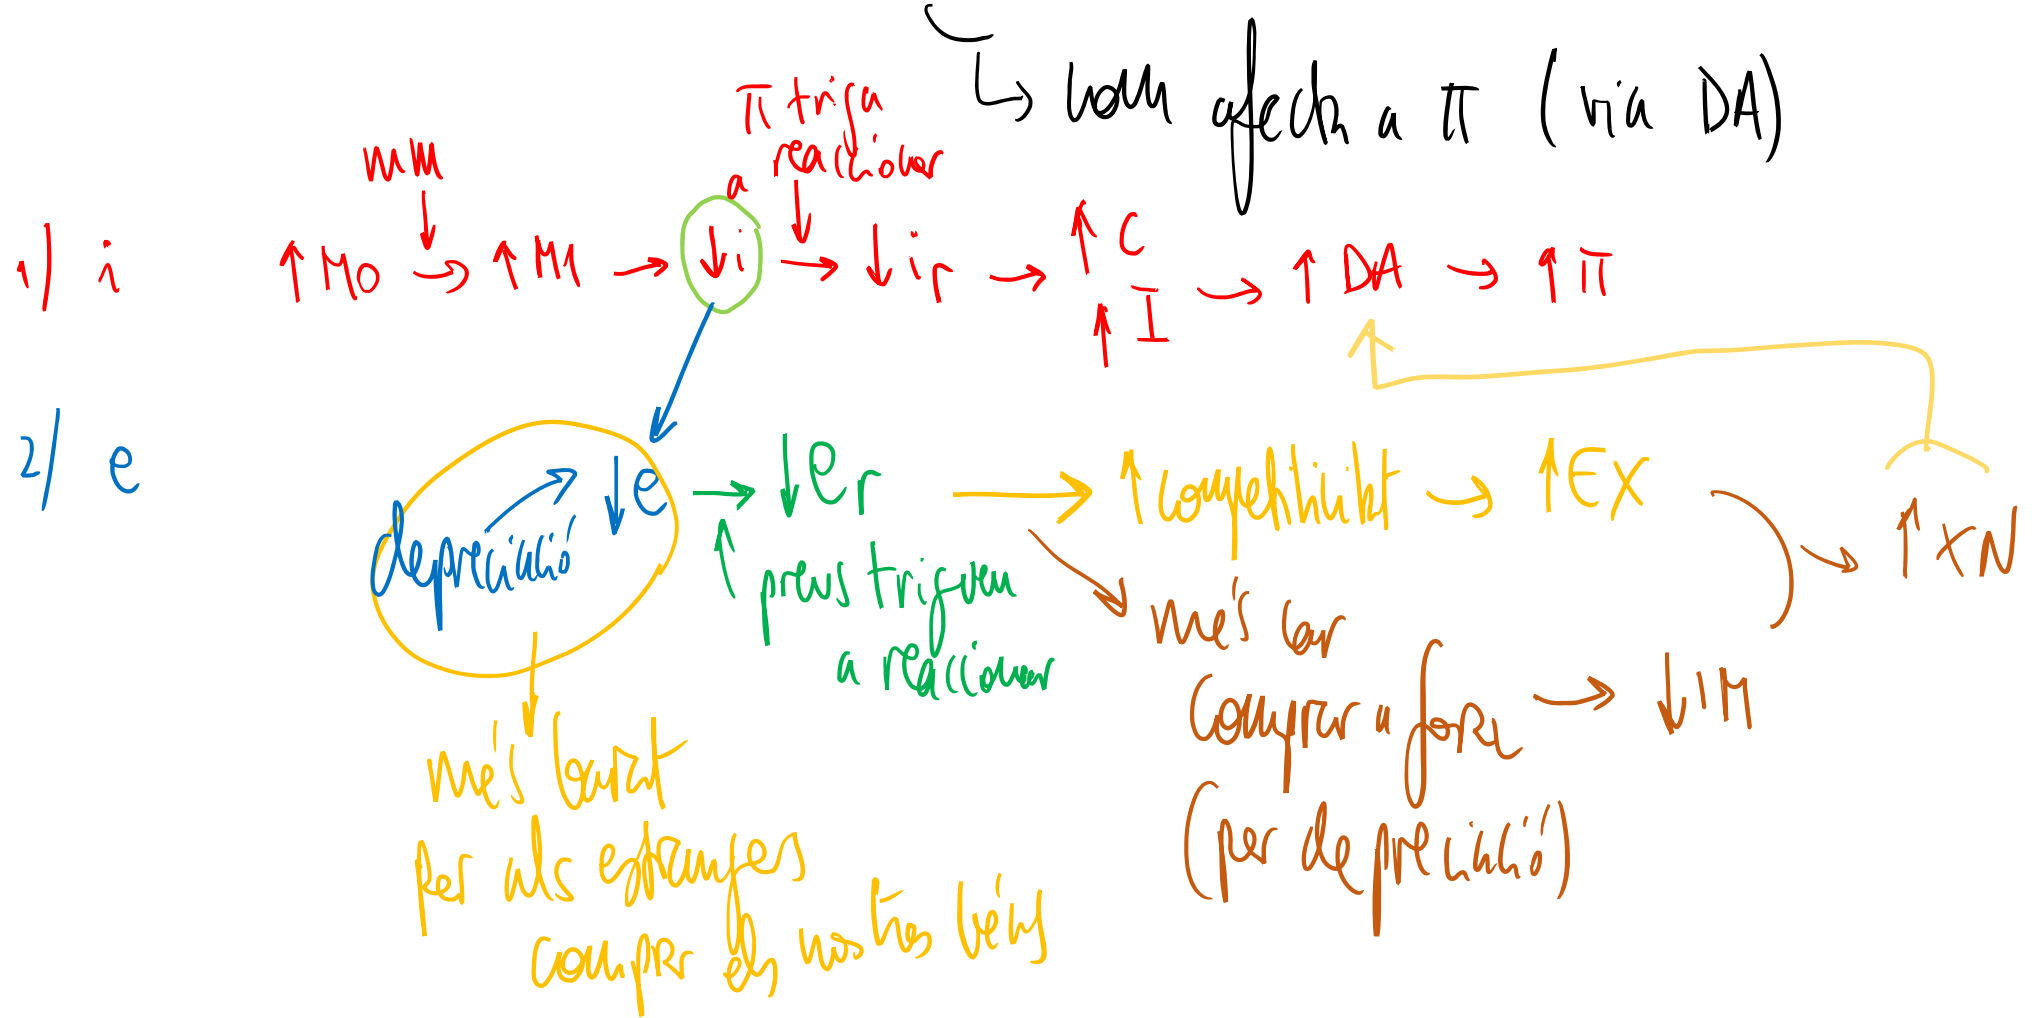 ↳ com afecta a π (via DA)
π triga
a reaccionar
mm
1) i ↑M0 → ↑M1 → ↓i → ↓ir → ↑C ↑I → ↑DA → ↑π
2) e depreciació ↓e → ↓er → ↑competitivitat → ↑EX → ↑XN
preus triguen
a reaccionar
més car
comprar a fora → ↓IM
(per depreciació)
més barat
per als estrangers
comprar els nostres béns